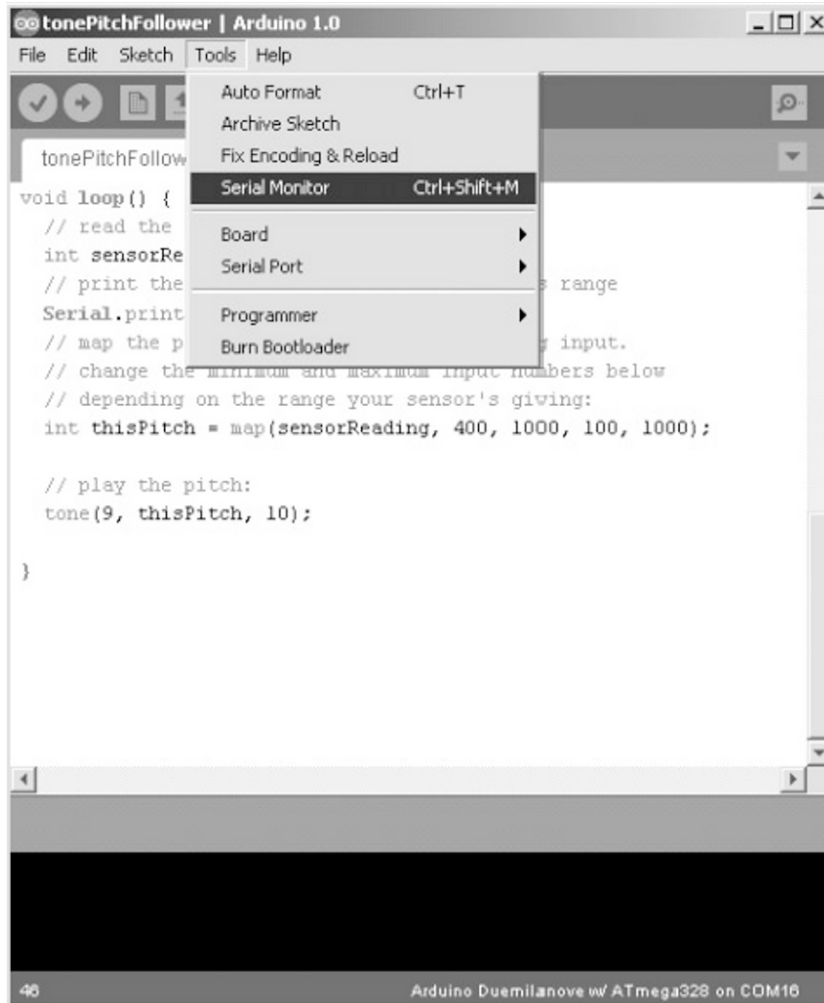 tonePitchFollower | Arduino 1.0
File Edit Sketch Tools Help
Auto Format Ctrl+T
Archive Sketch
Fix Encoding & Reload
Serial Monitor Ctrl+Shift+M
Board
Serial Port
Programmer
Burn Bootloader
tonePitchFollow
void loop() {
// read the
int sensorRe
// print the s range
Serial.print
// map the p g input.
// change the minimum and maximum input numbers below
// depending on the range your sensor's giving:
int thisPitch = map(sensorReading, 400, 1000, 100, 1000);
// play the pitch:
tone(9, thisPitch, 10);
}
46 Arduino Duemilanove w/ ATmega328 on COM16